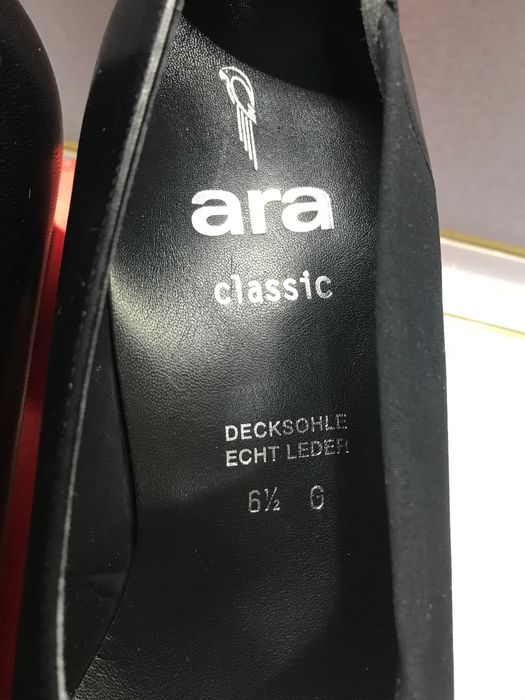 ara
classic
DECKSOHLE
ECHT LEDER
6½ G